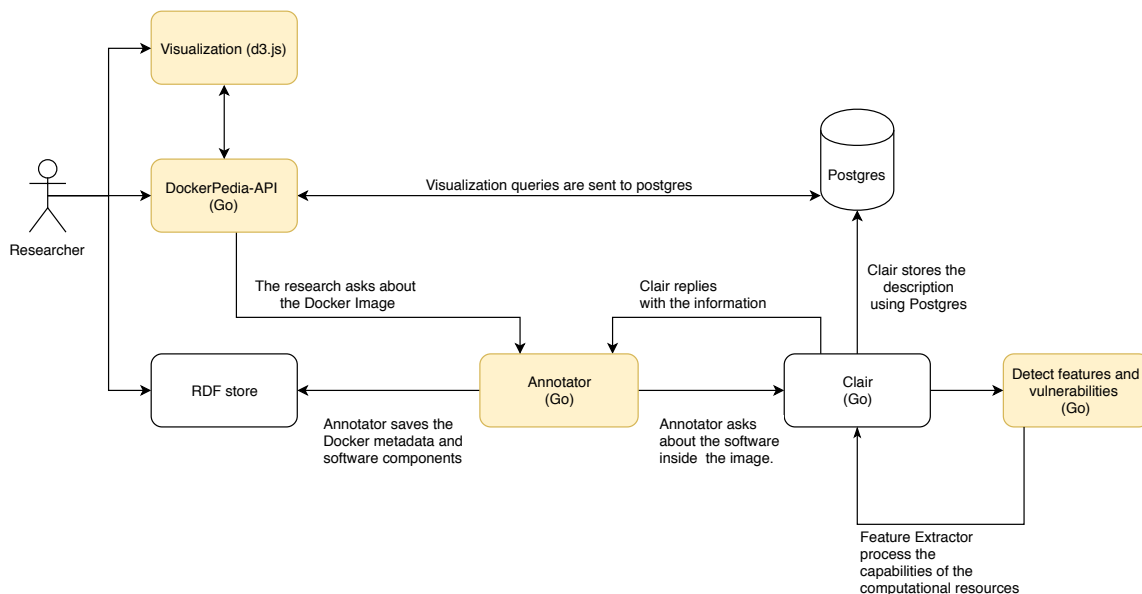 Visualization (d3.js)
DockerPedia-API
(Go)
Researcher
Visualization queries are sent to postgres
Postgres
The research asks about
the Docker Image
Clair replies
with the information
Clair stores the
description
using Postgres
RDF store
Annotator
(Go)
Clair
(Go)
Detect features and
vulnerabilities
(Go)
Annotator saves the
Docker metadata and
software components
Annotator asks
about the software
inside the image.
Feature Extractor
process the
capabilities of the
computational resources